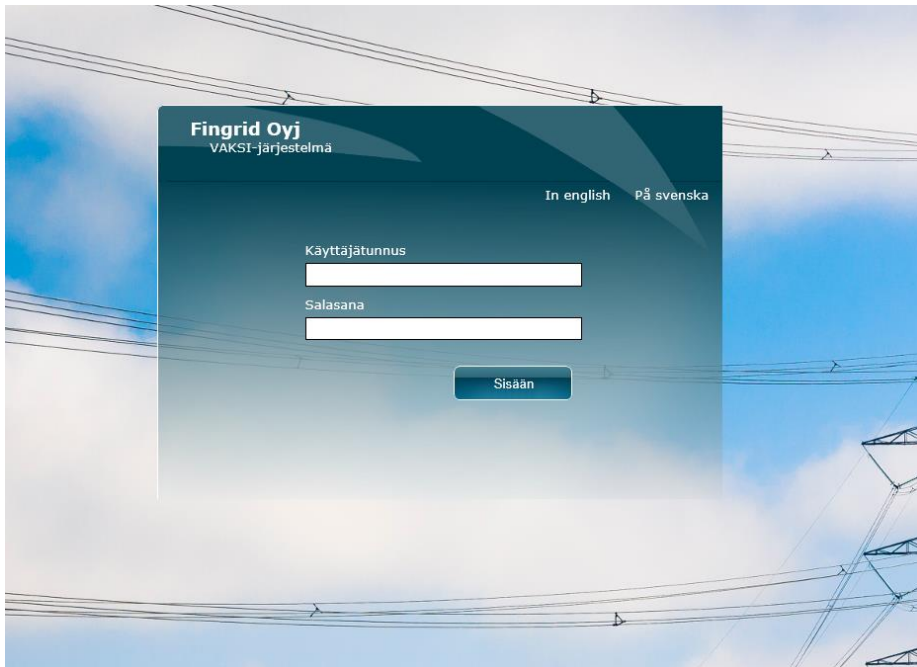 Fingrid Oyj
VAKSI-järjestelmä
In english På svenska
Käyttäjätunnus
Salasana
Sisään